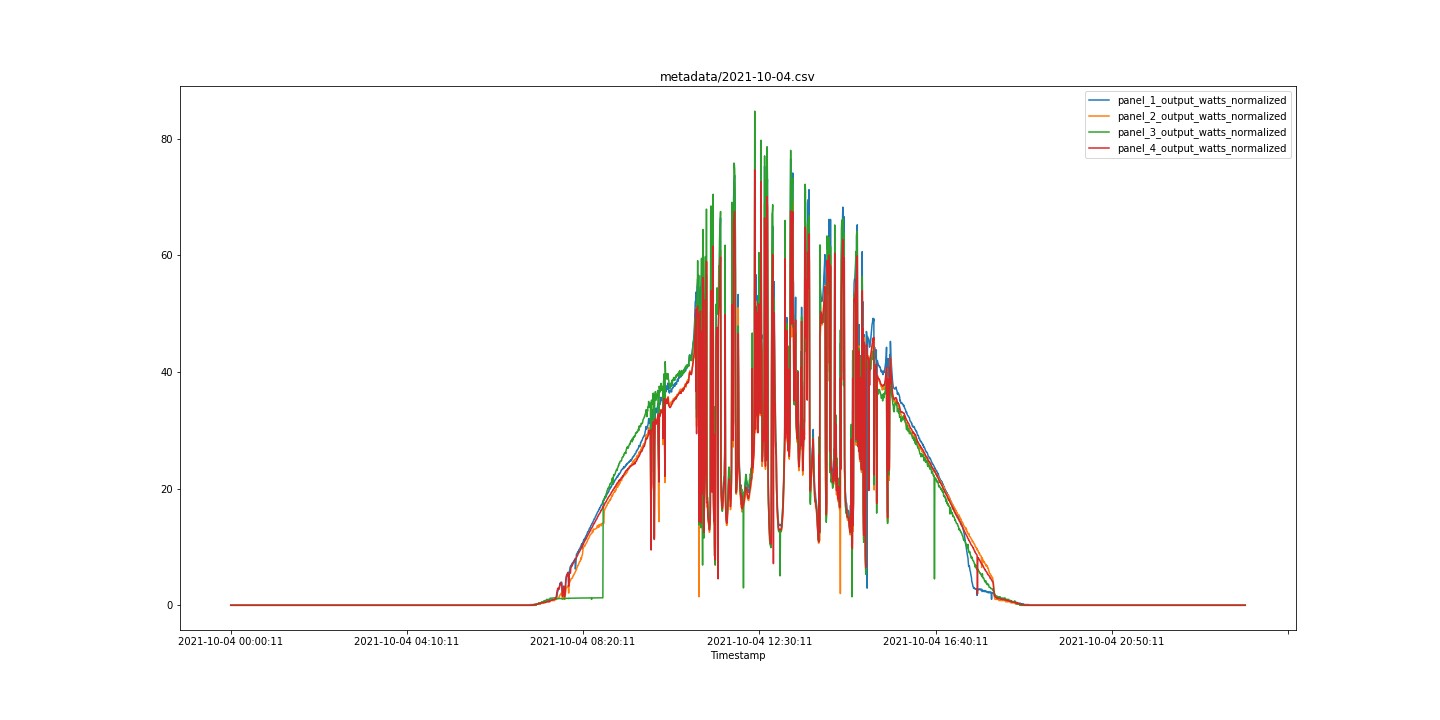 metadata/2021-10-04.csv
panel_1_output_watts_normalized
panel_2_output_watts_normalized
panel_3_output_watts_normalized
panel_4_output_watts_normalized
80
60
40
20
0
2021-10-04 00:00:11 2021-10-04 04:10:11 2021-10-04 08:20:11 2021-10-04 12:30:11 2021-10-04 16:40:11 2021-10-04 20:50:11
Timestamp